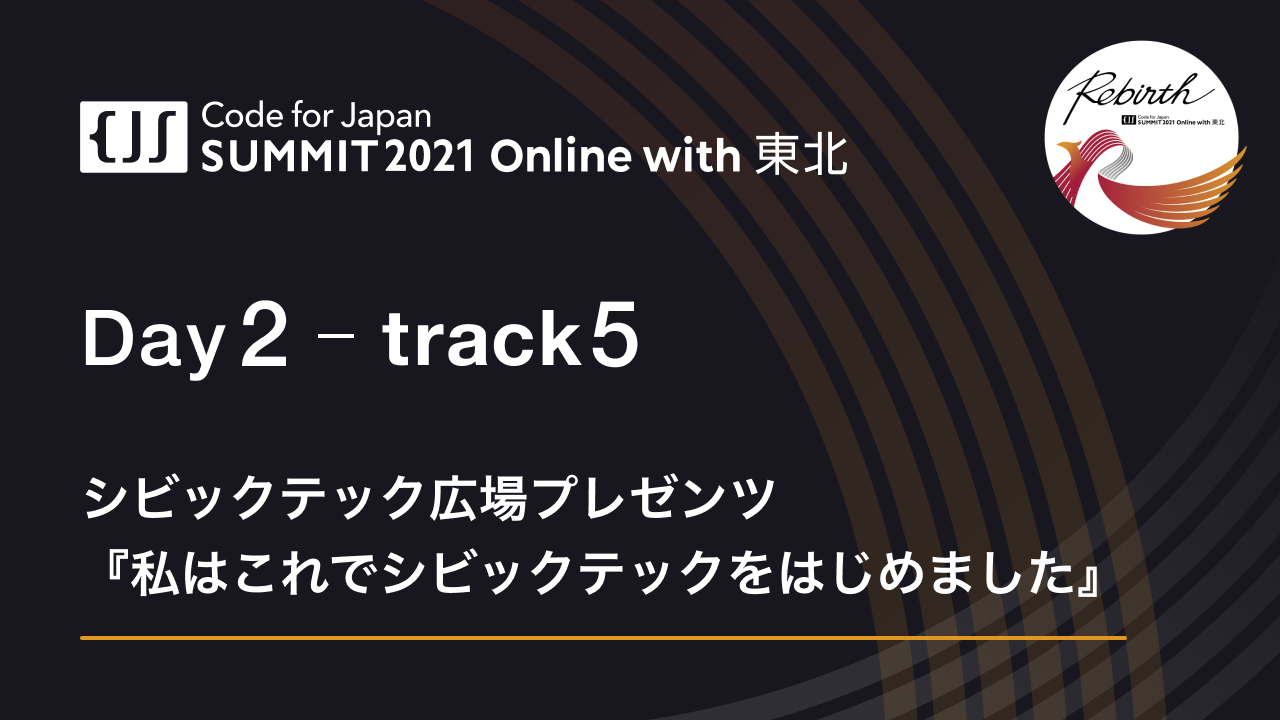 Code for Japan
SUMMIT 2021 Online with 東北
Rebirth
Code for Japan
SUMMIT2021 Online with 東北
Day 2 − track 5
シビックテック広場プレゼンツ
『私はこれでシビックテックをはじめました』